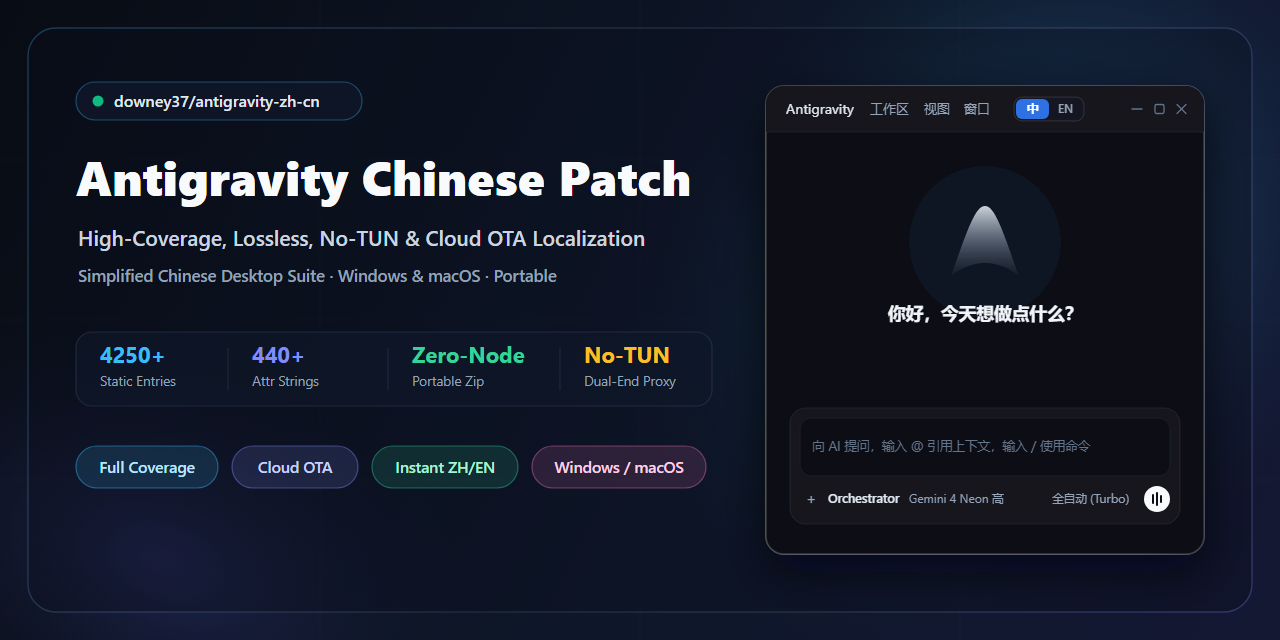 downey37/antigravity-zh-cn
Antigravity Chinese Patch
High-Coverage, Lossless, No-TUN & Cloud OTA Localization
Simplified Chinese Desktop Suite · Windows & macOS · Portable
4250+ 440+ Zero-Node No-TUN
Static Entries Attr Strings Portable Zip Dual-End Proxy
Full Coverage Cloud OTA Instant ZH/EN Windows / macOS
Antigravity 工作区 视图 窗口 中 EN
你好，今天想做点什么？
向 AI 提问，输入 @ 引用上下文，输入 / 使用命令
+ Orchestrator Gemini 4 Neon 高 全自动 (Turbo)